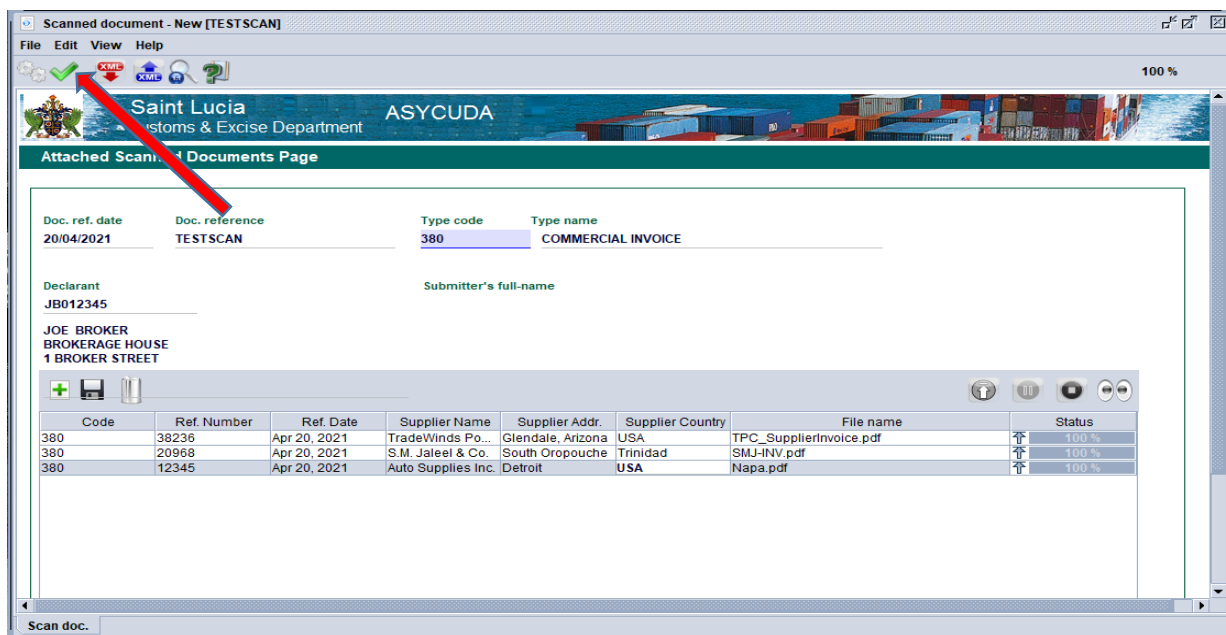 Scanned document - New [TESTSCAN]
File Edit View Help
XML XML 100 %
Saint Lucia
ASYCUDA
Customs & Excise Department
Attached Scanned Documents Page
Doc. ref. date Doc. reference Type code Type name
20/04/2021 TESTSCAN 380 COMMERCIAL INVOICE
Declarant Submitter's full-name
JB012345
JOE BROKER
BROKERAGE HOUSE
1 BROKER STREET
Code Ref. Number Ref. Date Supplier Name Supplier Addr. Supplier Country File name Status
380 38236 Apr 20, 2021 TradeWinds Po... Glendale, Arizona USA TPC_SupplierInvoice.pdf 100 %
380 20968 Apr 20, 2021 S.M. Jaleel & Co. South Oropouche Trinidad SMJ-INV.pdf 100 %
380 12345 Apr 20, 2021 Auto Supplies Inc. Detroit USA Napa.pdf 100 %
Scan doc.